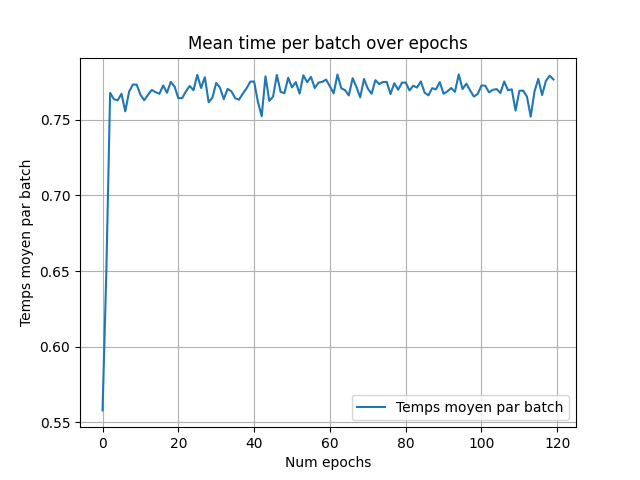 Mean time per batch over epochs
Temps moyen par batch
0.75
0.70
0.65
0.60
0.55
Temps moyen par batch
0 20 40 60 80 100 120
Num epochs